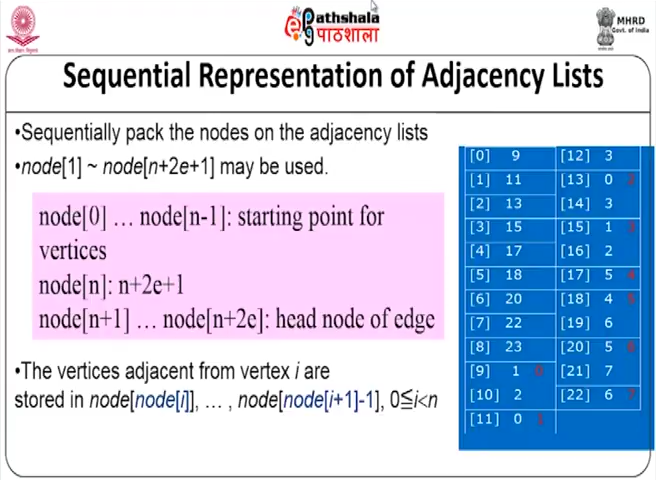 ePathshala
पाठशाला
MHRD
Govt. of India
Sequential Representation of Adjacency Lists
•Sequentially pack the nodes on the adjacency lists
•node[1] ~ node[n+2e+1] may be used.
node[0] … node[n-1]: starting point for
vertices
node[n]: n+2e+1
node[n+1] … node[n+2e]: head node of edge
•The vertices adjacent from vertex i are
stored in node[node[i]], … , node[node[i+1]-1], 0≦i<n
[0] 9
[1] 11
[2] 13
[3] 15
[4] 17
[5] 18
[6] 20
[7] 22
[8] 23
[9] 1 0
[10] 2
[11] 0 1
[12] 3
[13] 0 2
[14] 3
[15] 1 3
[16] 2
[17] 5 4
[18] 4 5
[19] 6
[20] 5 6
[21] 7
[22] 6 7